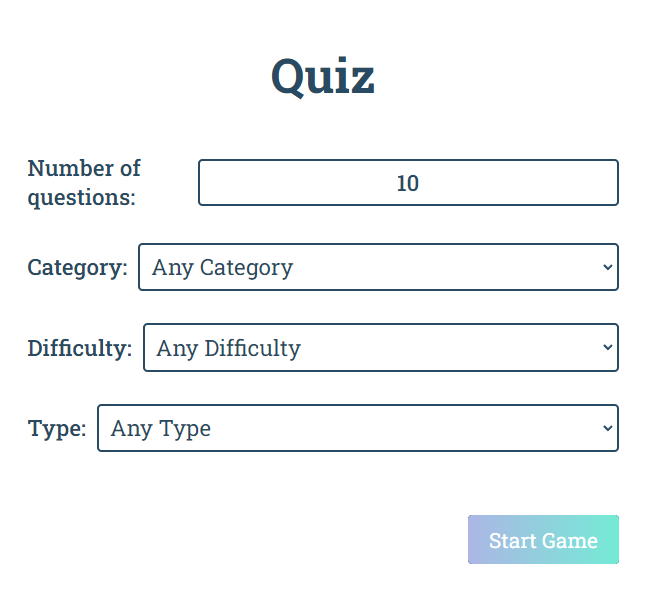 Quiz
Number of
questions:
10
Category:
Any Category
Difficulty:
Any Difficulty
Type:
Any Type
Start Game